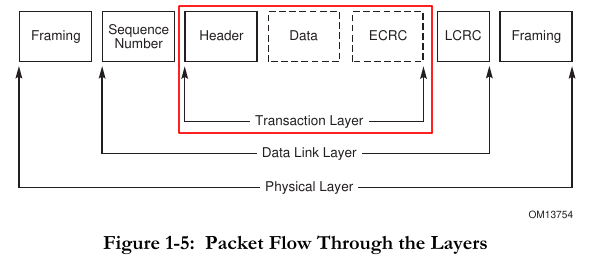 Framing
Sequence
Number
Header
Data
ECRC
LCRC
Framing
Transaction Layer
Data Link Layer
Physical Layer
OM13754
Figure 1-5: Packet Flow Through the Layers